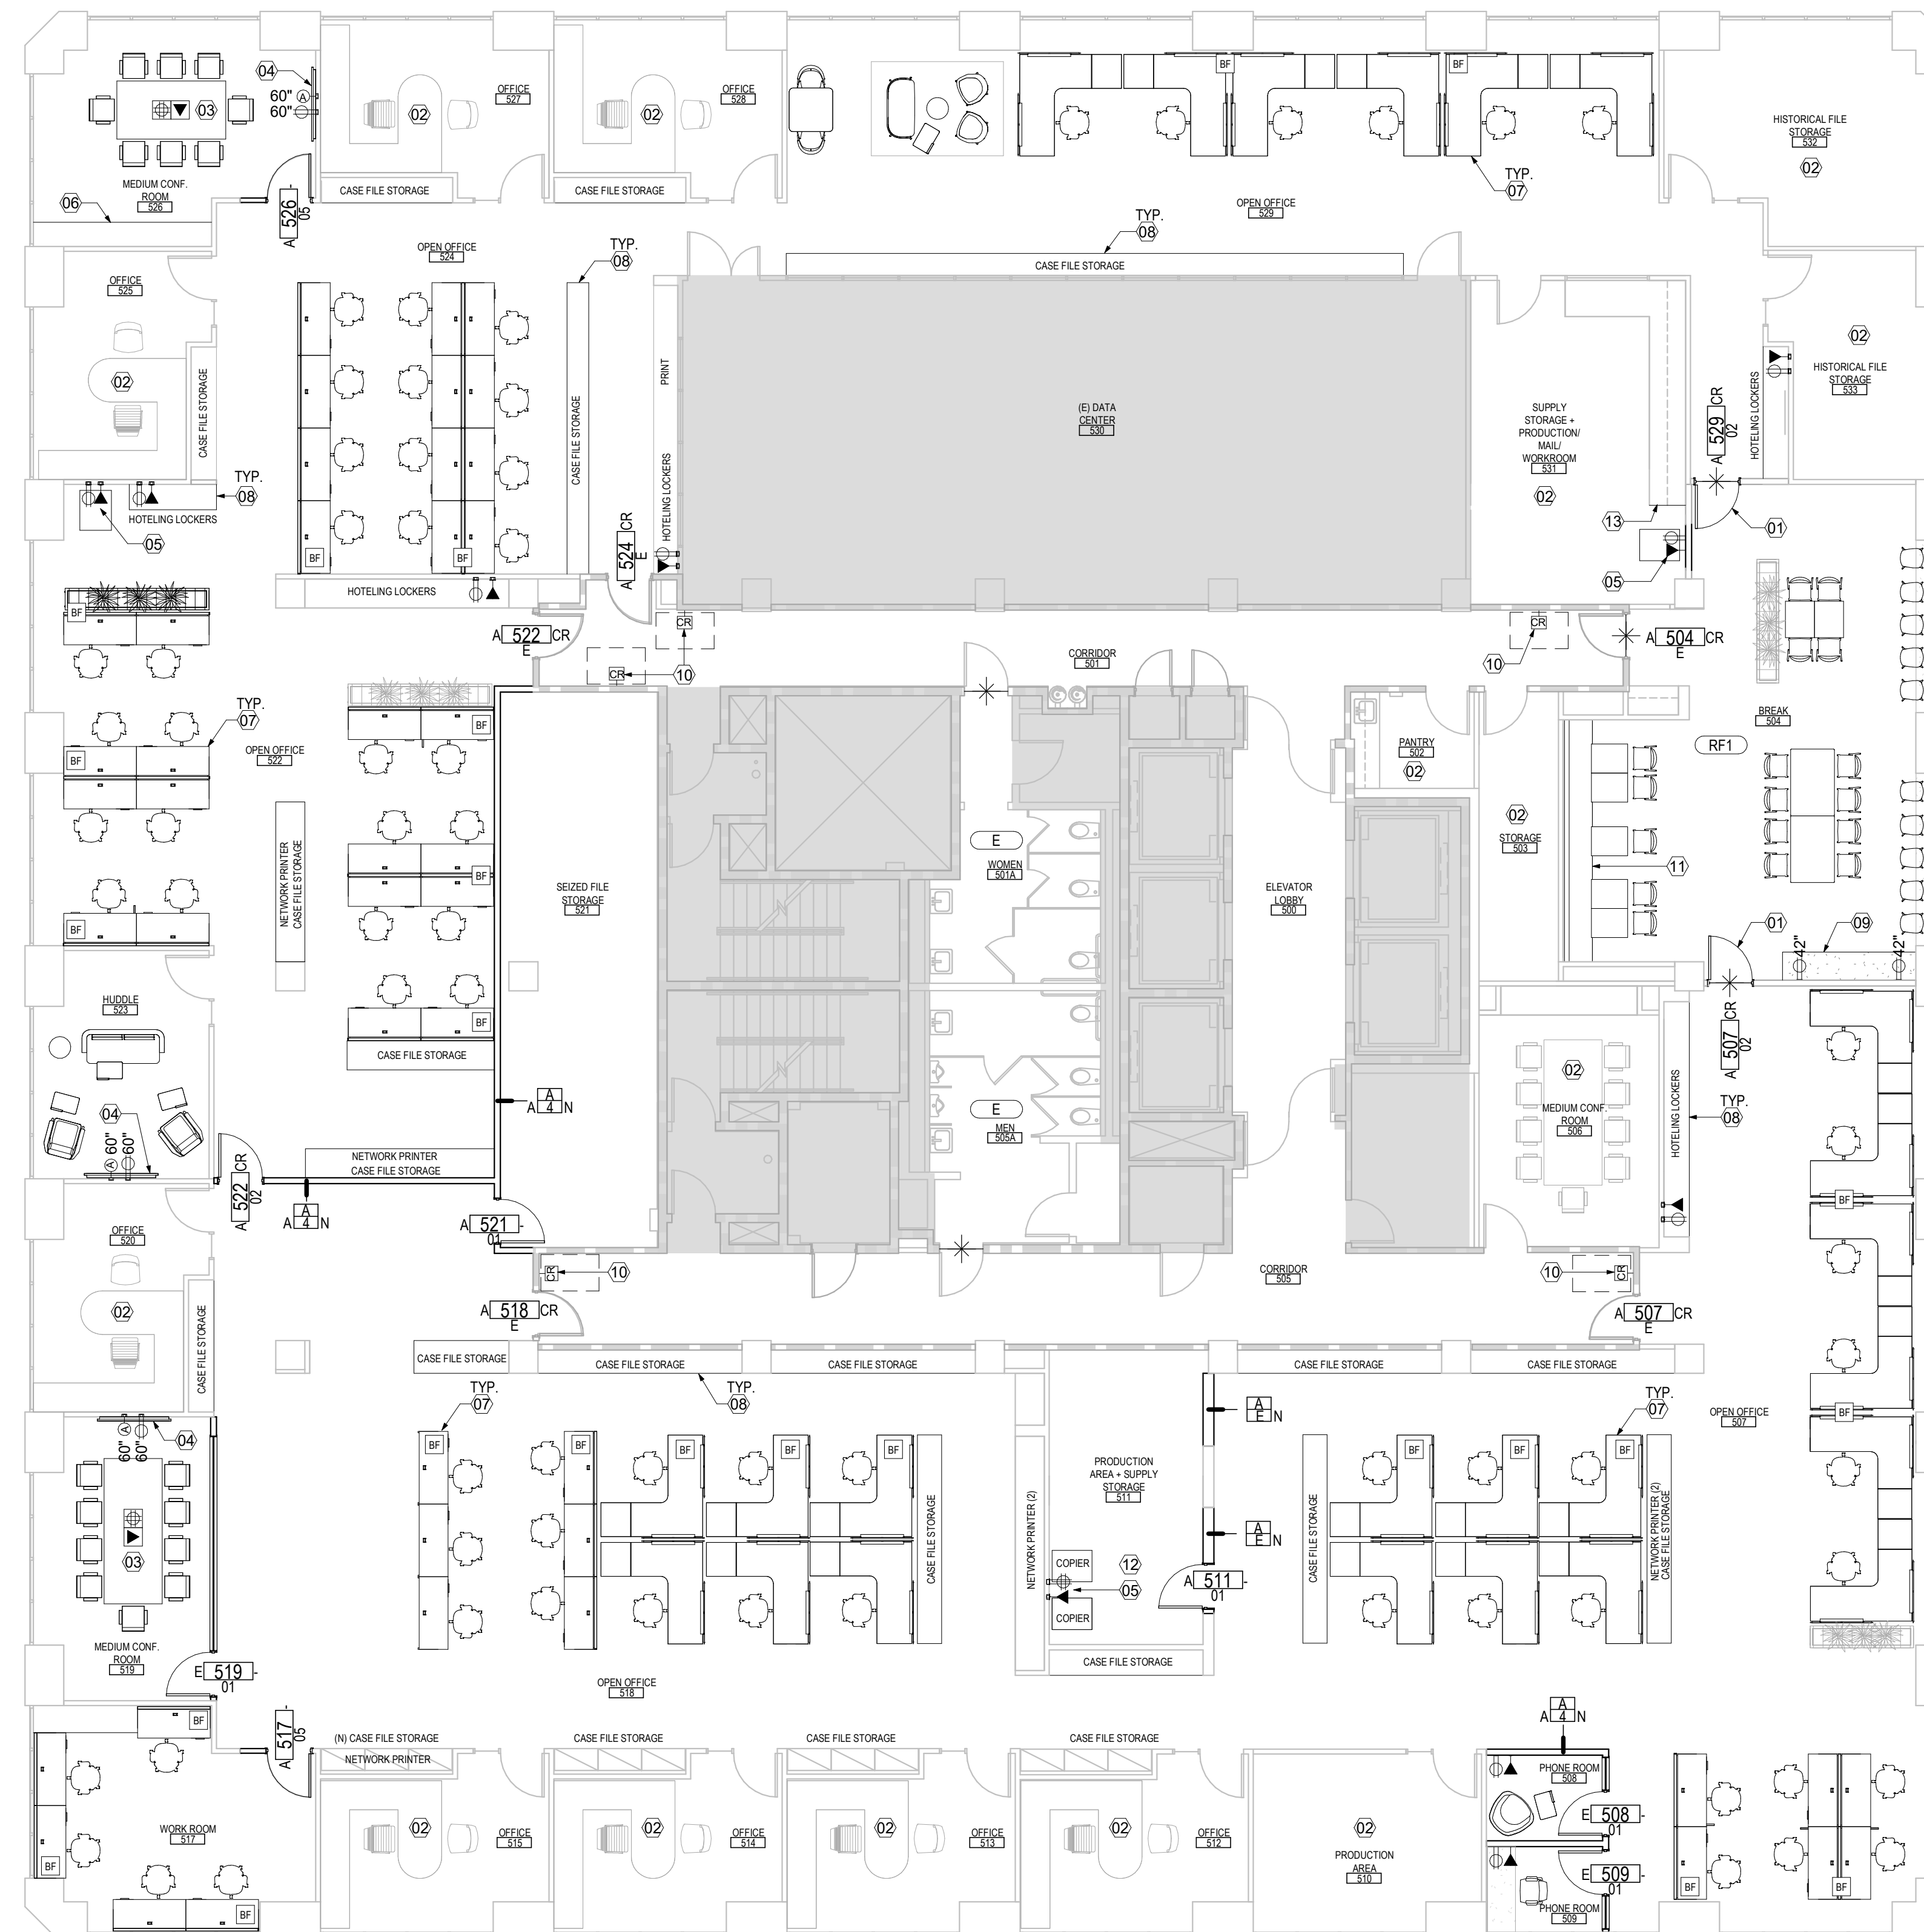 04
60" A
60"
03
MEDIUM CONF.
ROOM
526
06
A 526 -
05
02
OFFICE
527
CASE FILE STORAGE
02
OFFICE
528
CASE FILE STORAGE
BF
BF
TYP.
07
OPEN OFFICE
529
HISTORICAL FILE
STORAGE
532
02
OPEN OFFICE
524
TYP.
08
TYP.
08
CASE FILE STORAGE
OFFICE
525
02
CASE FILE STORAGE
TYP.
08
HOTELING LOCKERS
05
CASE FILE STORAGE
BF
BF
HOTELING LOCKERS
PRINT
HOTELING LOCKERS
A 524 CR
E
(E) DATA
CENTER
530
SUPPLY
STORAGE +
PRODUCTION/
MAIL/
WORKROOM
531
02
13
05
A 529 CR
02
01
HOTELING LOCKERS
02
HISTORICAL FILE
STORAGE
533
BF
A 522 CR
E
CR
CR
10
CORRIDOR
501
CR
10
A 504 CR
E
TYP.
07
BF
OPEN OFFICE
522
BF
BF
BF
BF
NETWORK PRINTER
CASE FILE STORAGE
CASE FILE STORAGE
SEIZED FILE
STORAGE
521
E
WOMEN
501A
ELEVATOR
LOBBY
500
PANTRY
502
02
02
STORAGE
503
BREAK
504
RF1
11
01
09
42"
42"
HUDDLE
523
04
A 60"
60"
A
4
A N
NETWORK PRINTER
CASE FILE STORAGE
A 522 CR
02
A
4
A N
A 521 -
01
E
MEN
505A
02
MEDIUM CONF.
ROOM
506
HOTELING LOCKERS
TYP.
08
A 507 CR
02
BF
BF
OFFICE
520
02
CASE FILE STORAGE
CR
10
A 518 CR
E
CORRIDOR
505
10
CR
A 507 CR
E
CASE FILE STORAGE
CASE FILE STORAGE
CASE FILE STORAGE
CASE FILE STORAGE
CASE FILE STORAGE
TYP.
07
TYP.
08
TYP.
07
OPEN OFFICE
507
A 60"
60"
04
03
MEDIUM CONF.
ROOM
519
E 519 -
01
BF
BF
BF
BF
BF
CASE FILE STORAGE
NETWORK PRINTER (2)
PRODUCTION
AREA + SUPPLY
STORAGE
511
A
E N
A
E N
COPIER
12
05
COPIER
A 511 -
01
CASE FILE STORAGE
CASE FILE STORAGE
BF
BF
BF
NETWORK PRINTER (2)
CASE FILE STORAGE
OPEN OFFICE
518
BF
A 517 -
05
(N) CASE FILE STORAGE
NETWORK PRINTER
CASE FILE STORAGE
CASE FILE STORAGE
CASE FILE STORAGE
A
4
A N
WORK ROOM
517
BF
BF
02
OFFICE
515
02
OFFICE
514
02
OFFICE
513
02
OFFICE
512
02
PRODUCTION
AREA
510
PHONE ROOM
508
E 508 -
01
E 509 -
01
PHONE ROOM
509
BF
BF